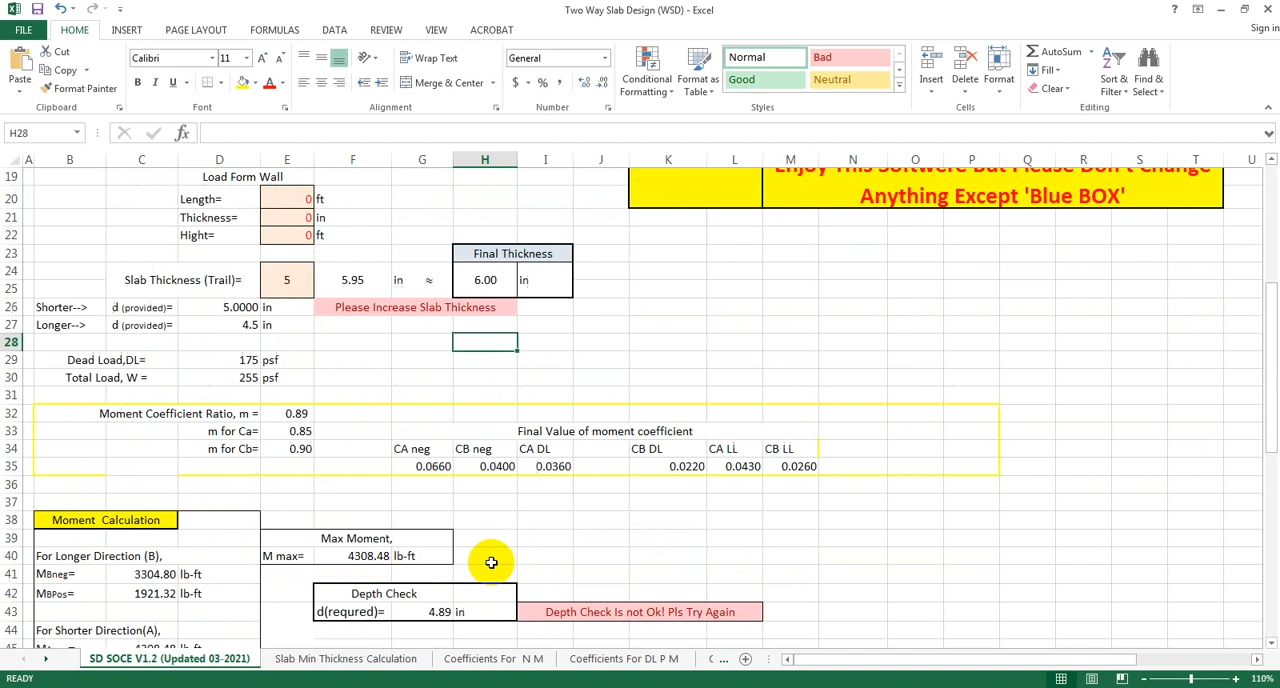 Two Way Slab Design (WSD) - Excel
Sign in
FILE HOME INSERT PAGE LAYOUT FORMULAS DATA REVIEW VIEW ACROBAT
Paste
Cut
Copy
Format Painter
Clipboard
Calibri 11
B I U
Font
Wrap Text
Merge & Center
Alignment
General
$ % ,
Number
Conditional Formatting
Format as Table
Normal Bad
Good Neutral
Styles
Insert Delete Format
Cells
AutoSum
Fill
Clear
Sort & Filter
Find & Select
Editing
H28 fx
A B C D E F G H I J K L M N O P Q R S T U
Enjoy This Software But Please Don't Change
Anything Except 'Blue BOX'
19 Load Form Wall
20 Length= 0 ft
21 Thickness= 0 in
22 Hight= 0 ft
23 Final Thickness
24 Slab Thickness (Trail)= 5 5.95 in ≈ 6.00 in
25
26 Shorter--> d (provided)= 5.0000 in Please Increase Slab Thickness
27 Longer--> d (provided)= 4.5 in
28
29 Dead Load,DL= 175 psf
30 Total Load, W = 255 psf
31
32 Moment Coefficient Ratio, m = 0.89
33 m for Ca= 0.85 Final Value of moment coefficient
34 m for Cb= 0.90 CA neg CB neg CA DL CB DL CA LL CB LL
35 0.0660 0.0400 0.0360 0.0220 0.0430 0.0260
36
37
38 Moment Calculation
39 Max Moment,
40 For Longer Direction (B), M max= 4308.48 lb-ft
41 MBneg= 3304.80 lb-ft
42 MBPos= 1921.32 lb-ft Depth Check
43 d(requred)= 4.89 in Depth Check Is not Ok! Pls Try Again
44 For Shorter Direction(A),
SD SOCE V1.2 (Updated 03-2021) Slab Min Thickness Calculation Coefficients For N M Coefficients For DL P M ...
READY 110%